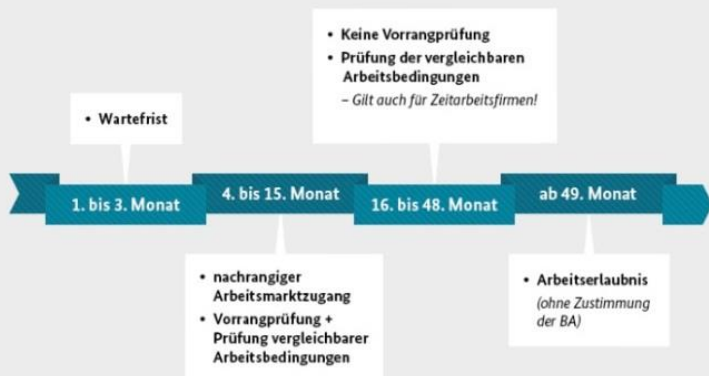 • Keine Vorrangprüfung
• Prüfung der vergleichbaren
Arbeitsbedingungen
– Gilt auch für Zeitarbeitsfirmen!
• Wartefrist
1. bis 3. Monat
4. bis 15. Monat
16. bis 48. Monat
ab 49. Monat
• nachrangiger
Arbeitsmarktzugang
• Vorrangprüfung +
Prüfung vergleichbarer
Arbeitsbedingungen
• Arbeitserlaubnis
(ohne Zustimmung
der BA)